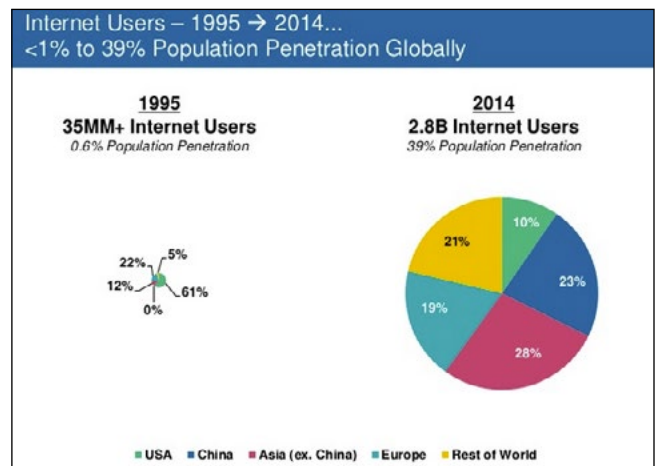 Internet Users – 1995 → 2014...
<1% to 39% Population Penetration Globally
1995
35MM+ Internet Users
0.6% Population Penetration
2014
2.8B Internet Users
39% Population Penetration
22%
5%
12%
61%
0%
10%
21%
23%
19%
28%
USA
China
Asia (ex. China)
Europe
Rest of World